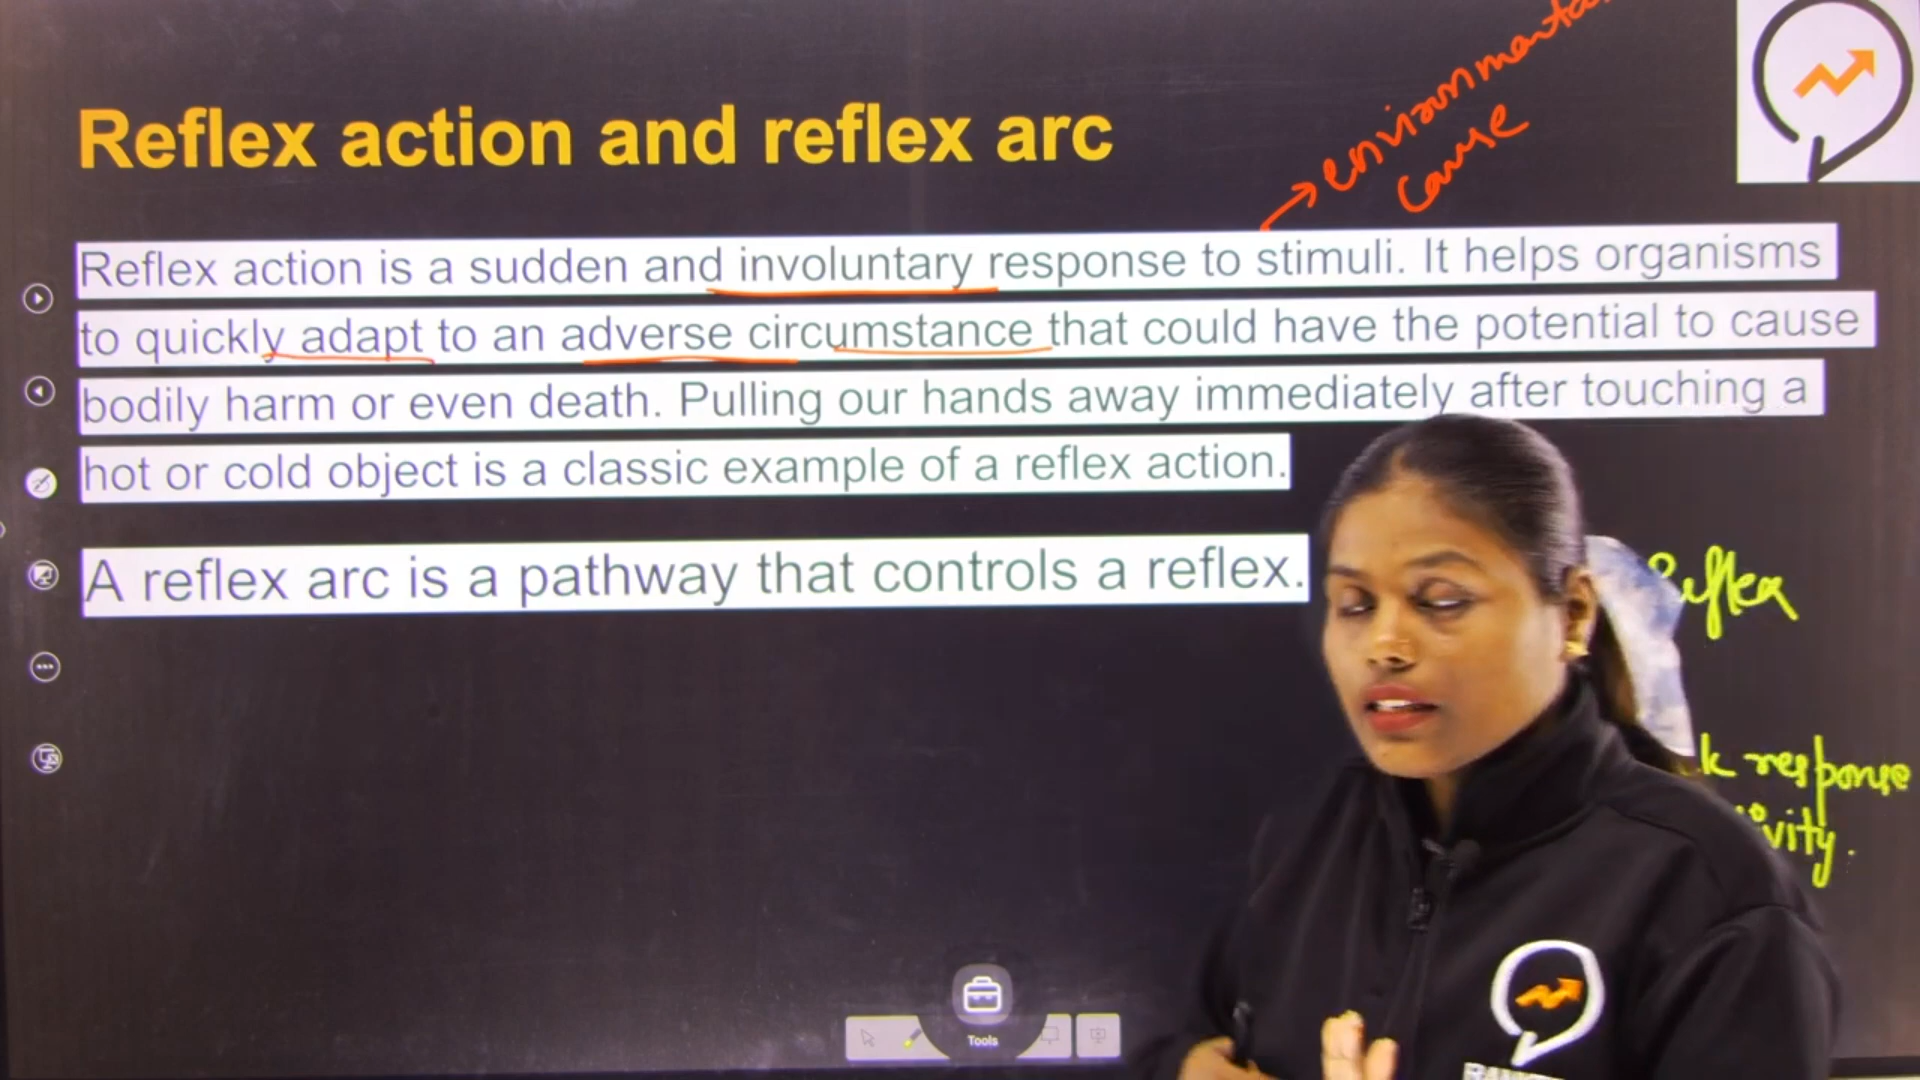 environmental
cause
Reflex action and reflex arc
Reflex action is a sudden and involuntary response to stimuli. It helps organisms
to quickly adapt to an adverse circumstance that could have the potential to cause
bodily harm or even death. Pulling our hands away immediately after touching a
hot or cold object is a classic example of a reflex action.
A reflex arc is a pathway that controls a reflex.
Reflex
response
Tools